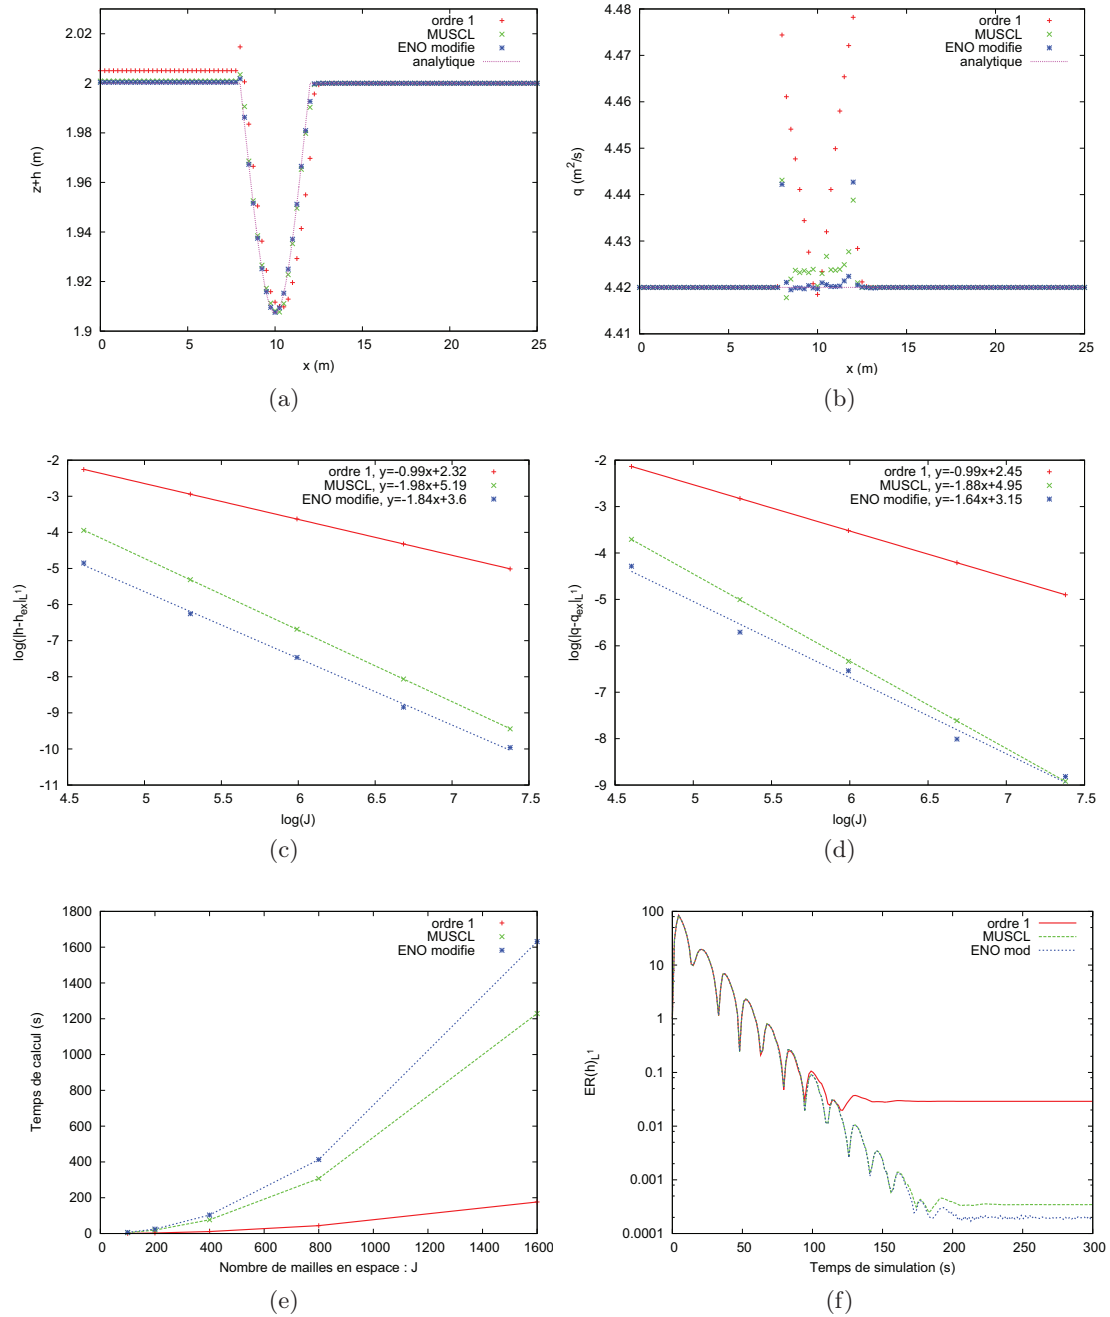 ordre 1
MUSCL
ENO modifie
analytique
2.02
2
1.98
1.96
1.94
1.92
1.9
z+h (m)
0 5 10 15 20 25
x (m)
(a)
ordre 1
MUSCL
ENO modifie
analytique
4.48
4.47
4.46
4.45
4.44
4.43
4.42
4.41
q (m²/s)
0 5 10 15 20 25
x (m)
(b)
ordre 1, y=-0.99x+2.32
MUSCL, y=-1.98x+5.19
ENO modifie, y=-1.84x+3.6
-2
-3
-4
-5
-6
-7
-8
-9
-10
-11
log(|h-h_ex|_L¹)
4.5 5 5.5 6 6.5 7 7.5
log(J)
(c)
ordre 1, y=-0.99x+2.45
MUSCL, y=-1.88x+4.95
ENO modifie, y=-1.64x+3.15
-2
-3
-4
-5
-6
-7
-8
-9
log(|q-q_ex|_L¹)
4.5 5 5.5 6 6.5 7 7.5
log(J)
(d)
ordre 1
MUSCL
ENO modifie
1800
1600
1400
1200
1000
800
600
400
200
0
Temps de calcul (s)
0 200 400 600 800 1000 1200 1400 1600
Nombre de mailles en espace : J
(e)
ordre 1
MUSCL
ENO mod
100
10
1
0.1
0.01
0.001
0.0001
ER(h)_L¹
0 50 100 150 200 250 300
Temps de simulation (s)
(f)